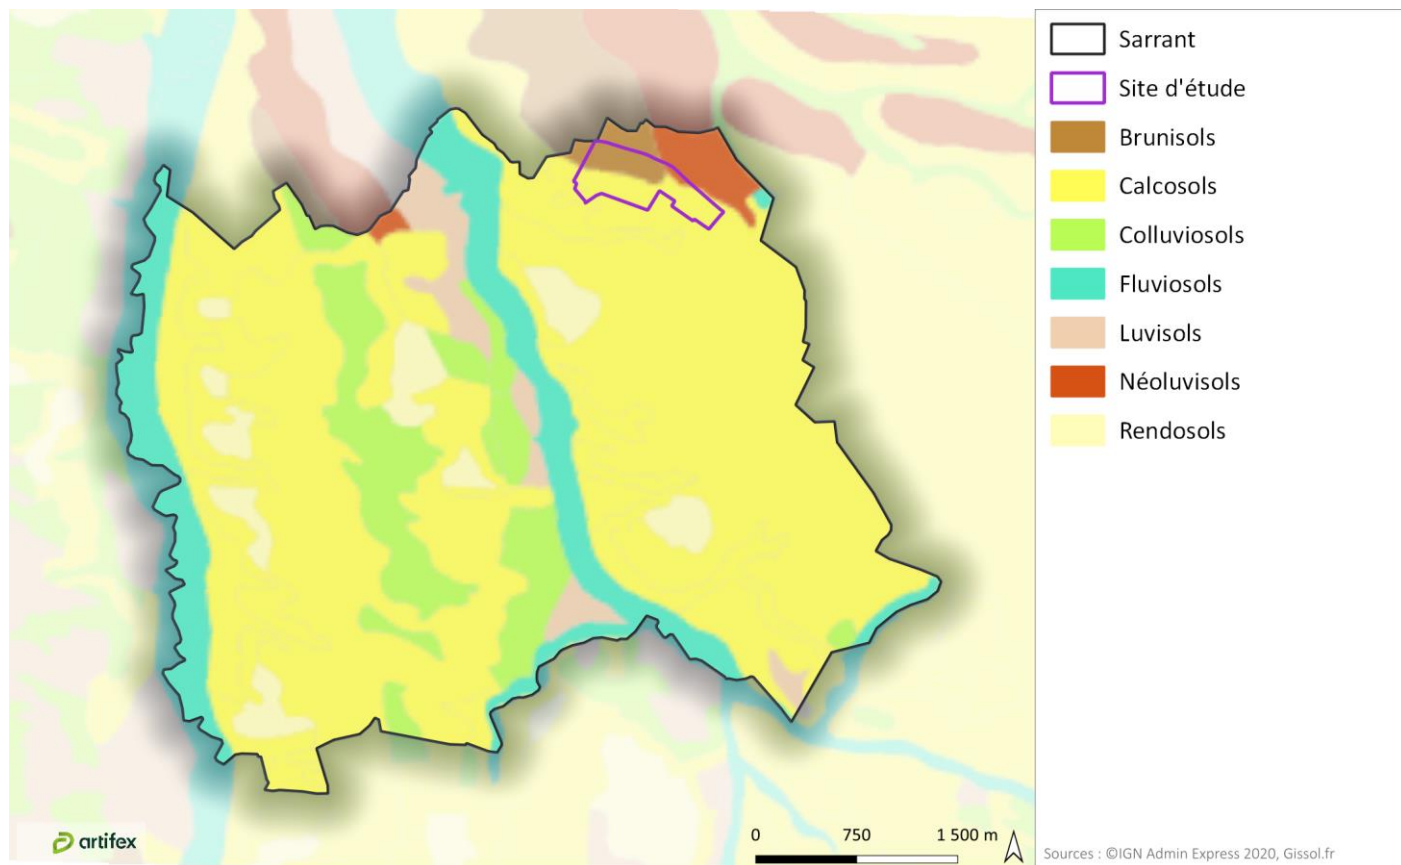 Sarrant
Site d'étude
Brunisols
Calcosols
Colluviosols
Fluviosols
Luvisols
Néoluvisols
Rendosols
artifex
0 750 1 500 m
Sources : ©IGN Admin Express 2020, Gissol.fr